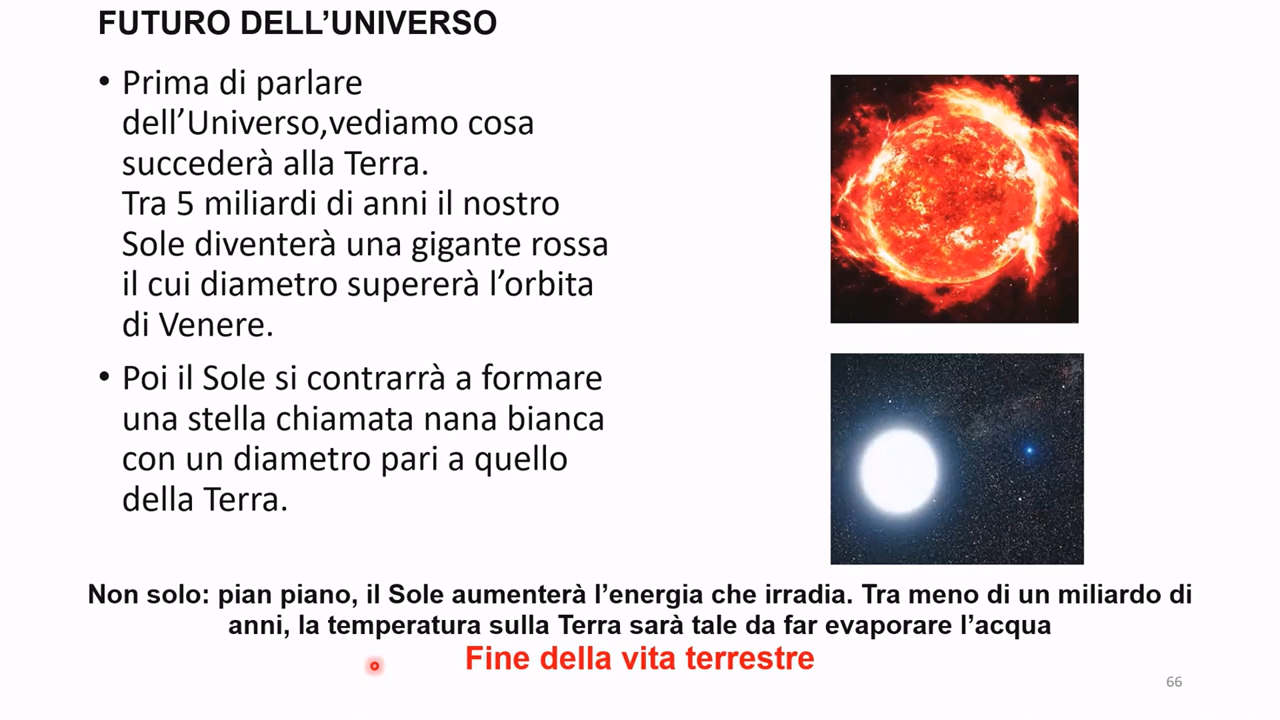 FUTURO DELL’UNIVERSO
• Prima di parlare
dell’Universo,vediamo cosa
succederà alla Terra.
Tra 5 miliardi di anni il nostro
Sole diventerà una gigante rossa
il cui diametro supererà l’orbita
di Venere.
• Poi il Sole si contrarrà a formare
una stella chiamata nana bianca
con un diametro pari a quello
della Terra.
Non solo: pian piano, il Sole aumenterà l’energia che irradia. Tra meno di un miliardo di
anni, la temperatura sulla Terra sarà tale da far evaporare l’acqua
Fine della vita terrestre
66